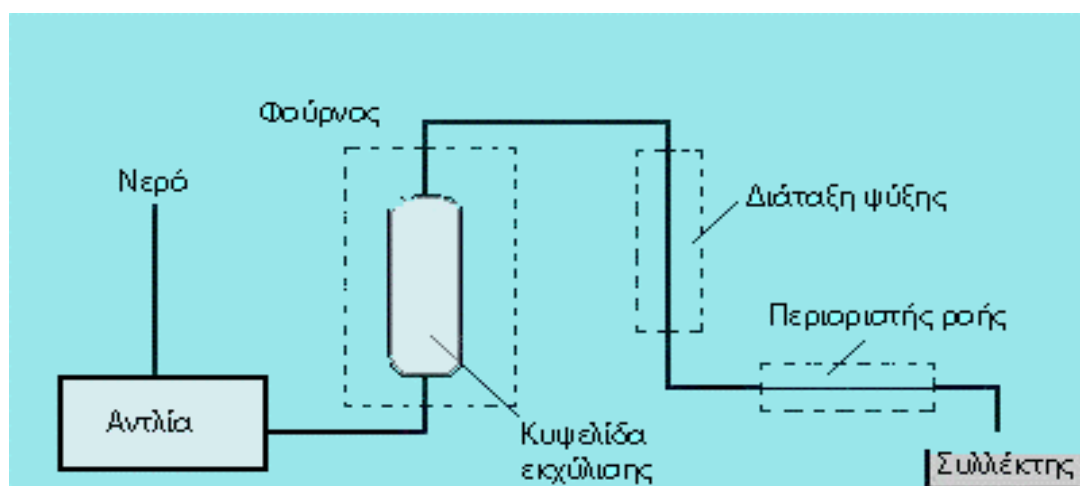 Φούρνος
Νερό
Διάταξη ψύξης
Περιοριστής ροής
Αντλία
Κυψελίδα
εκχύλισης
Συλλέκτης